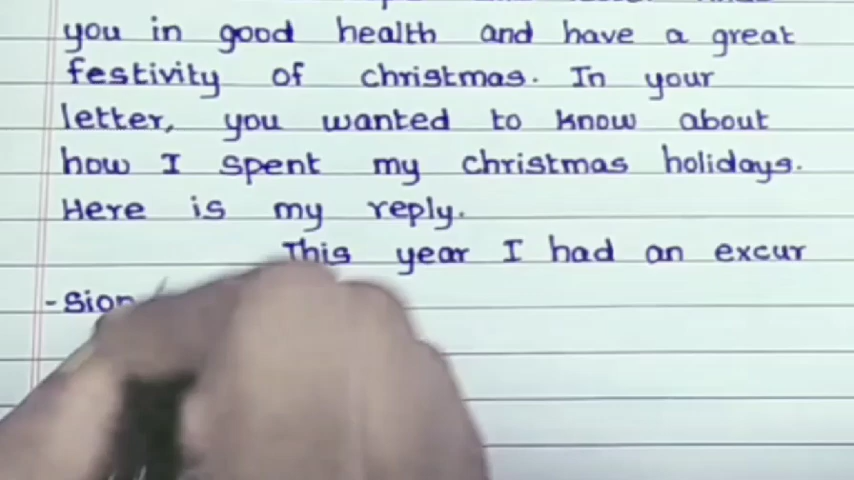 you in good health and have a great
festivity of christmas. In your
letter, you wanted to know about
how I spent my christmas holidays.
Here is my reply.
This year I had an excur
-sion